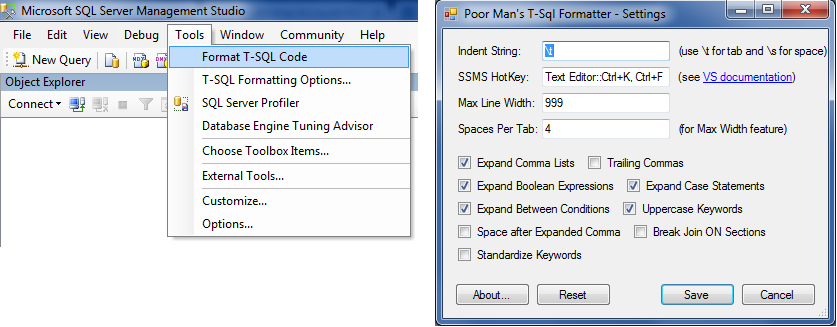 Microsoft SQL Server Management Studio
File Edit View Debug Tools Window Community Help
New Query
Object Explorer
Connect
Format T-SQL Code
T-SQL Formatting Options...
SQL Server Profiler
Database Engine Tuning Advisor
Choose Toolbox Items...
External Tools...
Customize...
Options...
Poor Man's T-Sql Formatter - Settings
Indent String: \t (use \t for tab and \s for space)
SSMS HotKey: Text Editor::Ctrl+K, Ctrl+F (see VS documentation)
Max Line Width: 999
Spaces Per Tab: 4 (for Max Width feature)
Expand Comma Lists Trailing Commas
Expand Boolean Expressions Expand Case Statements
Expand Between Conditions Uppercase Keywords
Space after Expanded Comma Break Join ON Sections
Standardize Keywords
About... Reset Save Cancel